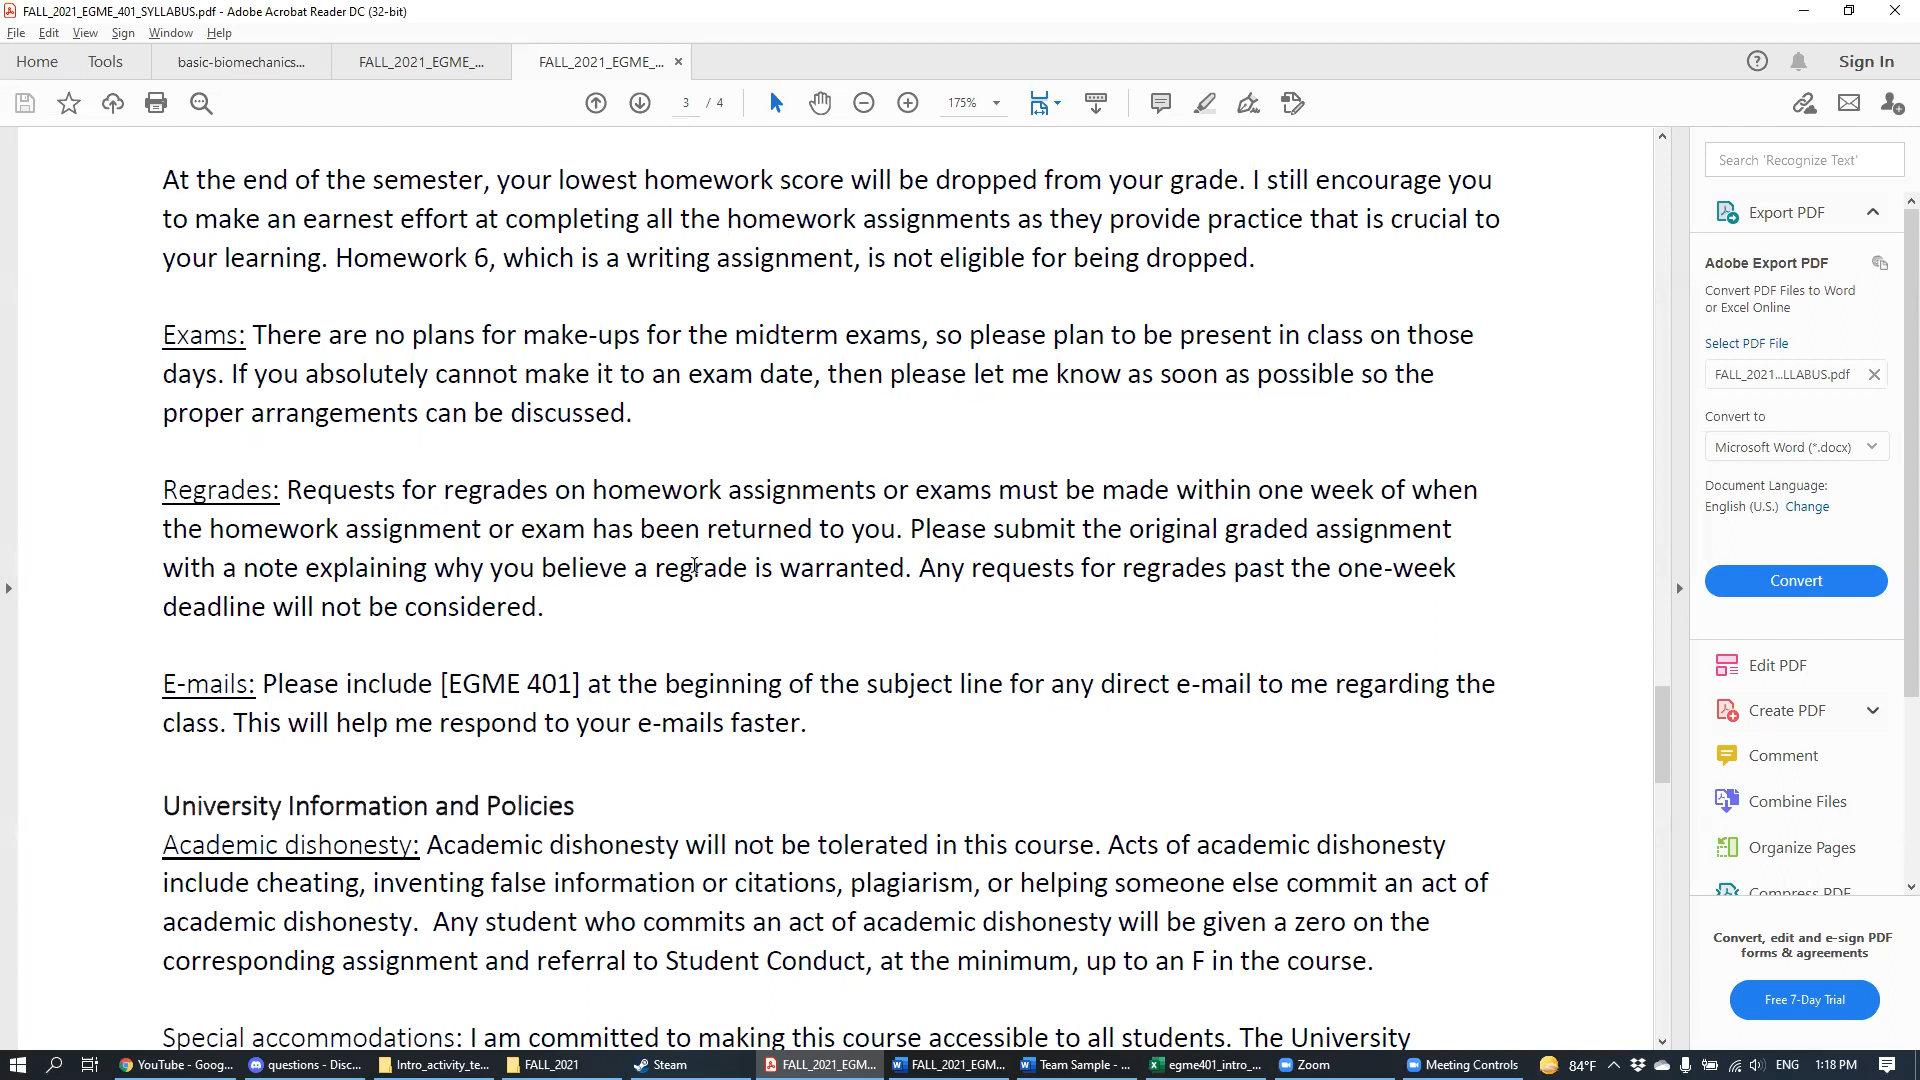 FALL_2021_EGME_401_SYLLABUS.pdf - Adobe Acrobat Reader DC (32-bit)
File Edit View Sign Window Help
Home Tools basic-biomechanics... FALL_2021_EGME_... FALL_2021_EGME_... × Sign In
3 / 4 175%
At the end of the semester, your lowest homework score will be dropped from your grade. I still encourage you
to make an earnest effort at completing all the homework assignments as they provide practice that is crucial to
your learning. Homework 6, which is a writing assignment, is not eligible for being dropped.
Exams: There are no plans for make-ups for the midterm exams, so please plan to be present in class on those
days. If you absolutely cannot make it to an exam date, then please let me know as soon as possible so the
proper arrangements can be discussed.
Regrades: Requests for regrades on homework assignments or exams must be made within one week of when
the homework assignment or exam has been returned to you. Please submit the original graded assignment
with a note explaining why you believe a regrade is warranted. Any requests for regrades past the one-week
deadline will not be considered.
E-mails: Please include [EGME 401] at the beginning of the subject line for any direct e-mail to me regarding the
class. This will help me respond to your e-mails faster.
University Information and Policies
Academic dishonesty: Academic dishonesty will not be tolerated in this course. Acts of academic dishonesty
include cheating, inventing false information or citations, plagiarism, or helping someone else commit an act of
academic dishonesty.  Any student who commits an act of academic dishonesty will be given a zero on the
corresponding assignment and referral to Student Conduct, at the minimum, up to an F in the course.
Special accommodations: I am committed to making this course accessible to all students. The University
Search 'Recognize Text'
Export PDF
Adobe Export PDF
Convert PDF Files to Word
or Excel Online
Select PDF File
FALL_2021...LLABUS.pdf
Convert to
Microsoft Word (*.docx)
Document Language:
English (U.S.) Change
Convert
Edit PDF
Create PDF
Comment
Combine Files
Organize Pages
Compress PDF
Convert, edit and e-sign PDF
forms & agreements
Free 7-Day Trial
YouTube - Goog... questions - Disc... Intro_activity_te... FALL_2021 Steam FALL_2021_EGM... FALL_2021_EGM... Team Sample - ... egme401_intro_... Zoom Meeting Controls 84°F ENG 1:18 PM